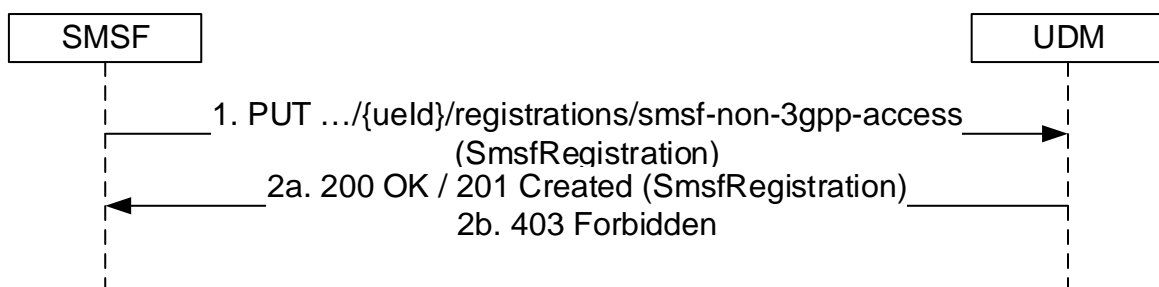 SMSF
UDM
1. PUT …/{ueId}/registrations/smsf-non-3gpp-access
(SmsfRegistration)
2a. 200 OK / 201 Created (SmsfRegistration)
2b. 403 Forbidden